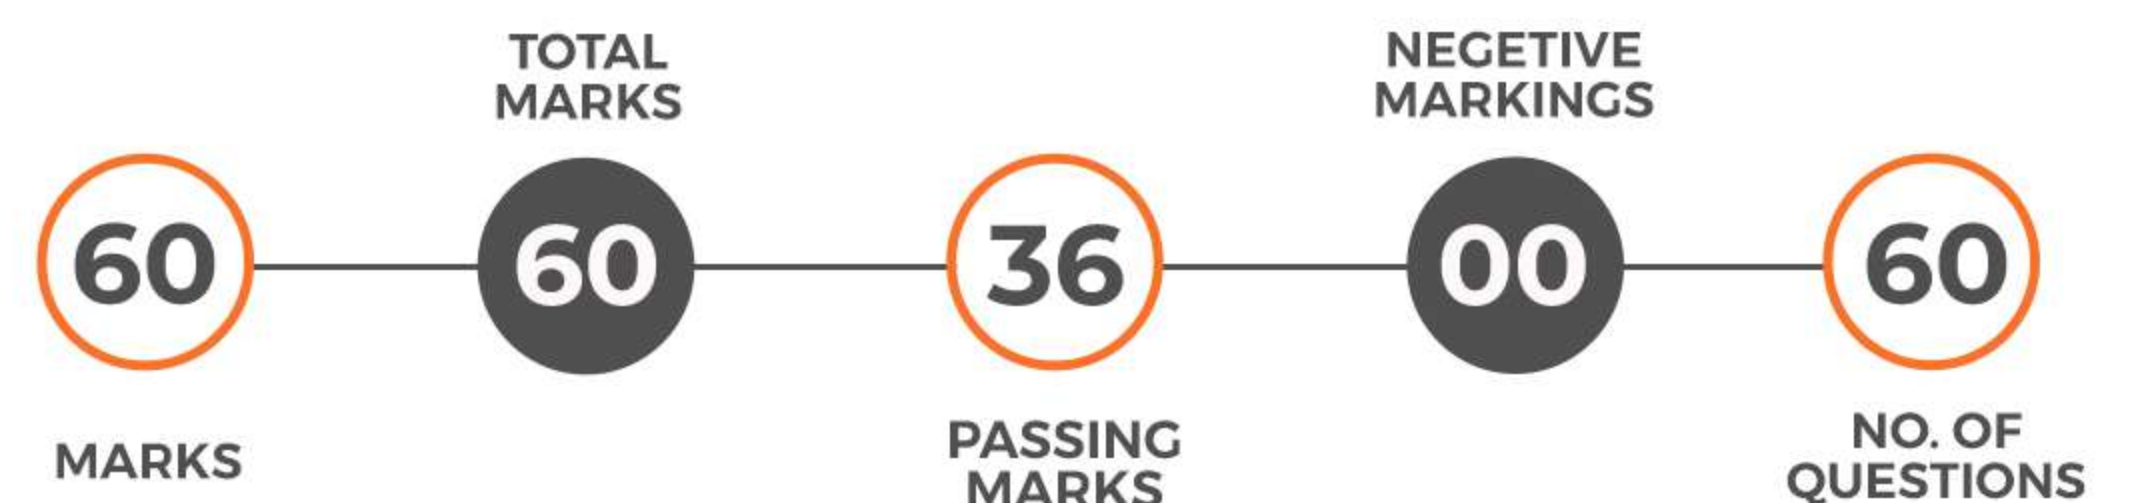 TOTAL
MARKS
NEGETIVE
MARKINGS
60
60
36
00
60
MARKS
PASSING
MARKS
NO. OF
QUESTIONS